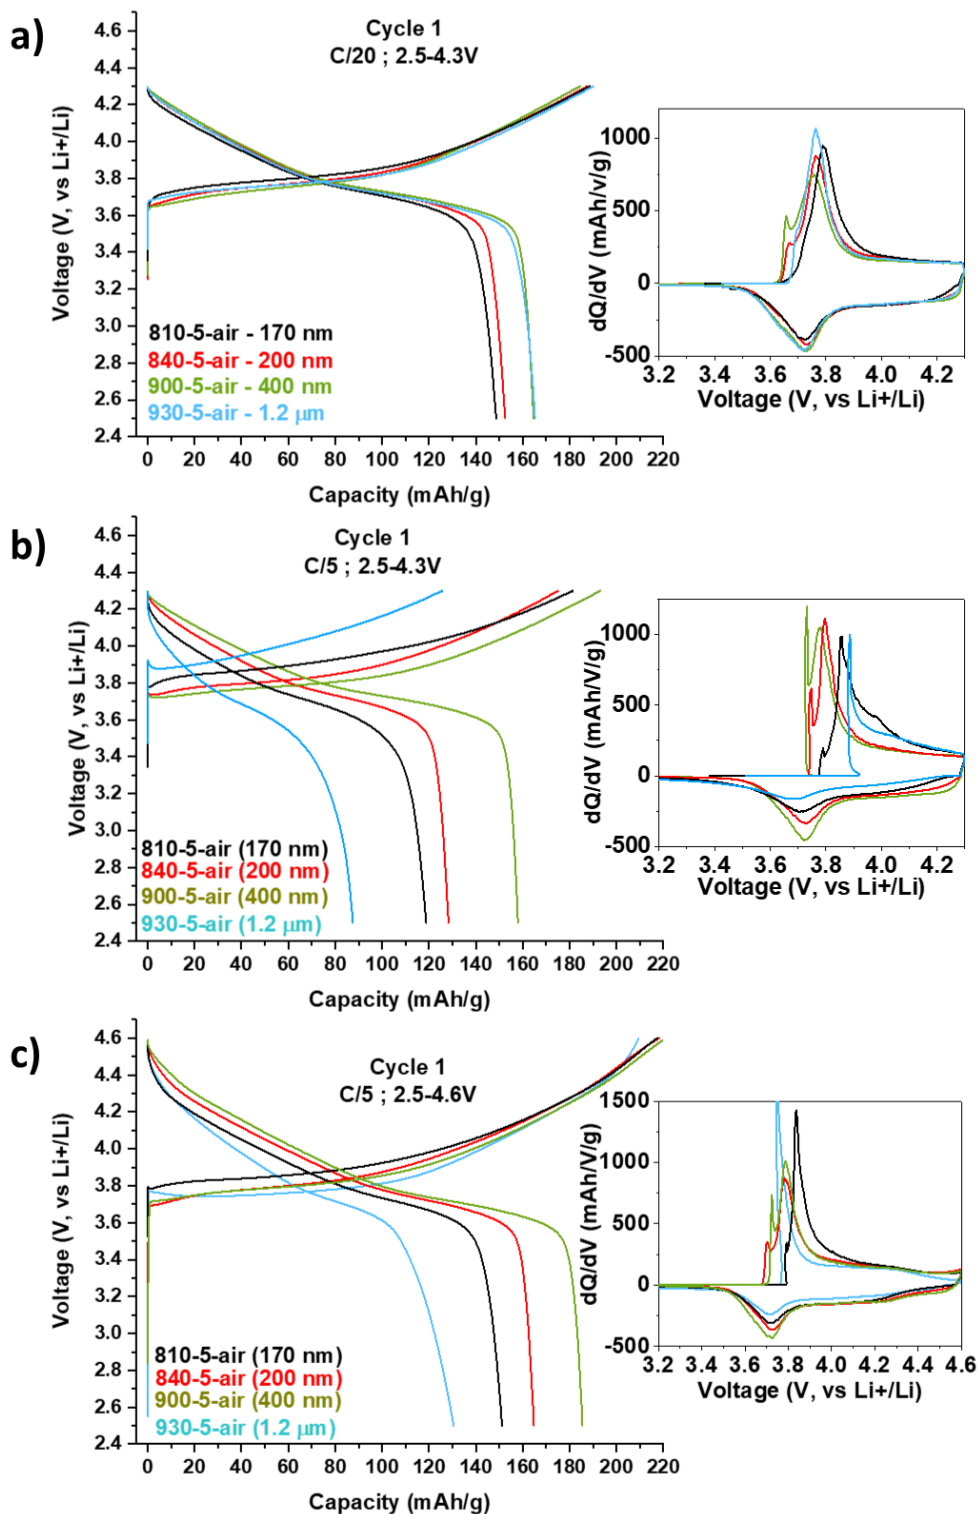 a)
Cycle 1
C/20 ; 2.5-4.3V
Voltage (V, vs Li+/Li)
4.6
4.4
4.2
4.0
3.8
3.6
3.4
3.2
3.0
2.8
2.6
2.4
810-5-air - 170 nm
840-5-air - 200 nm
900-5-air - 400 nm
930-5-air - 1.2 µm
0 20 40 60 80 100 120 140 160 180 200 220
Capacity (mAh/g)
dQ/dV (mAh/v/g)
1000
500
0
-500
3.2 3.4 3.6 3.8 4.0 4.2
Voltage (V, vs Li+/Li)
b)
Cycle 1
C/5 ; 2.5-4.3V
Voltage (V, vs Li+/Li)
4.6
4.4
4.2
4.0
3.8
3.6
3.4
3.2
3.0
2.8
2.6
2.4
810-5-air (170 nm)
840-5-air (200 nm)
900-5-air (400 nm)
930-5-air (1.2 µm)
0 20 40 60 80 100 120 140 160 180 200 220
Capacity (mAh/g)
dQ/dV (mAh/V/g)
1000
500
0
-500
3.2 3.4 3.6 3.8 4.0 4.2
Voltage (V, vs Li+/Li)
c)
Cycle 1
C/5 ; 2.5-4.6V
Voltage (V, vs Li+/Li)
4.6
4.4
4.2
4.0
3.8
3.6
3.4
3.2
3.0
2.8
2.6
2.4
810-5-air (170 nm)
840-5-air (200 nm)
900-5-air (400 nm)
930-5-air (1.2 µm)
0 20 40 60 80 100 120 140 160 180 200 220
Capacity (mAh/g)
dQ/dV (mAh/V/g)
1500
1000
500
0
-500
3.2 3.4 3.6 3.8 4.0 4.2 4.4 4.6
Voltage (V, vs Li+/Li)